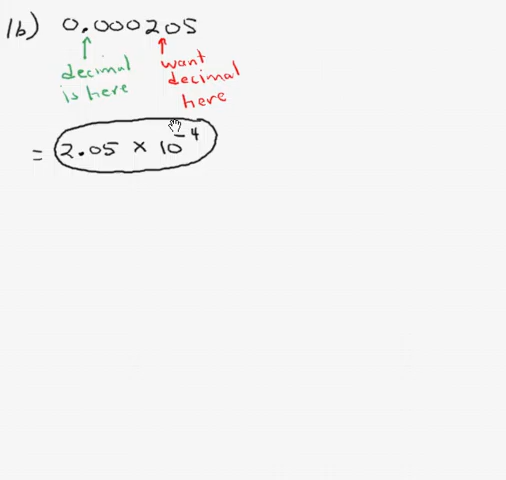 1b) 0.000205
decimal
is here
want
decimal
here
= 2.05 × 10⁻⁴